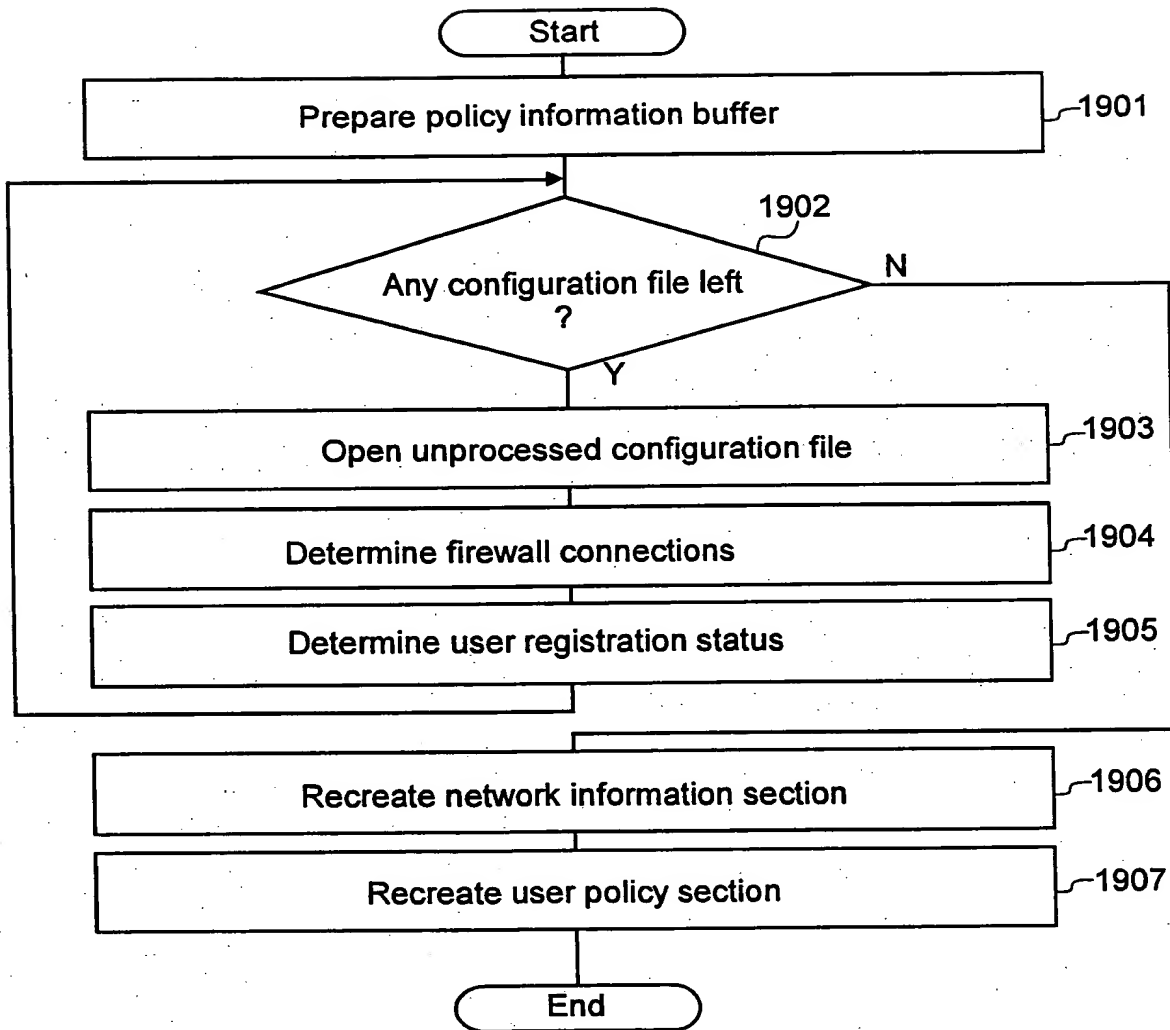 Start
Prepare policy information buffer
1901
1902
Any configuration file left
?
N
Y
Open unprocessed configuration file
1903
Determine firewall connections
1904
Determine user registration status
1905
Recreate network information section
1906
Recreate user policy section
1907
End